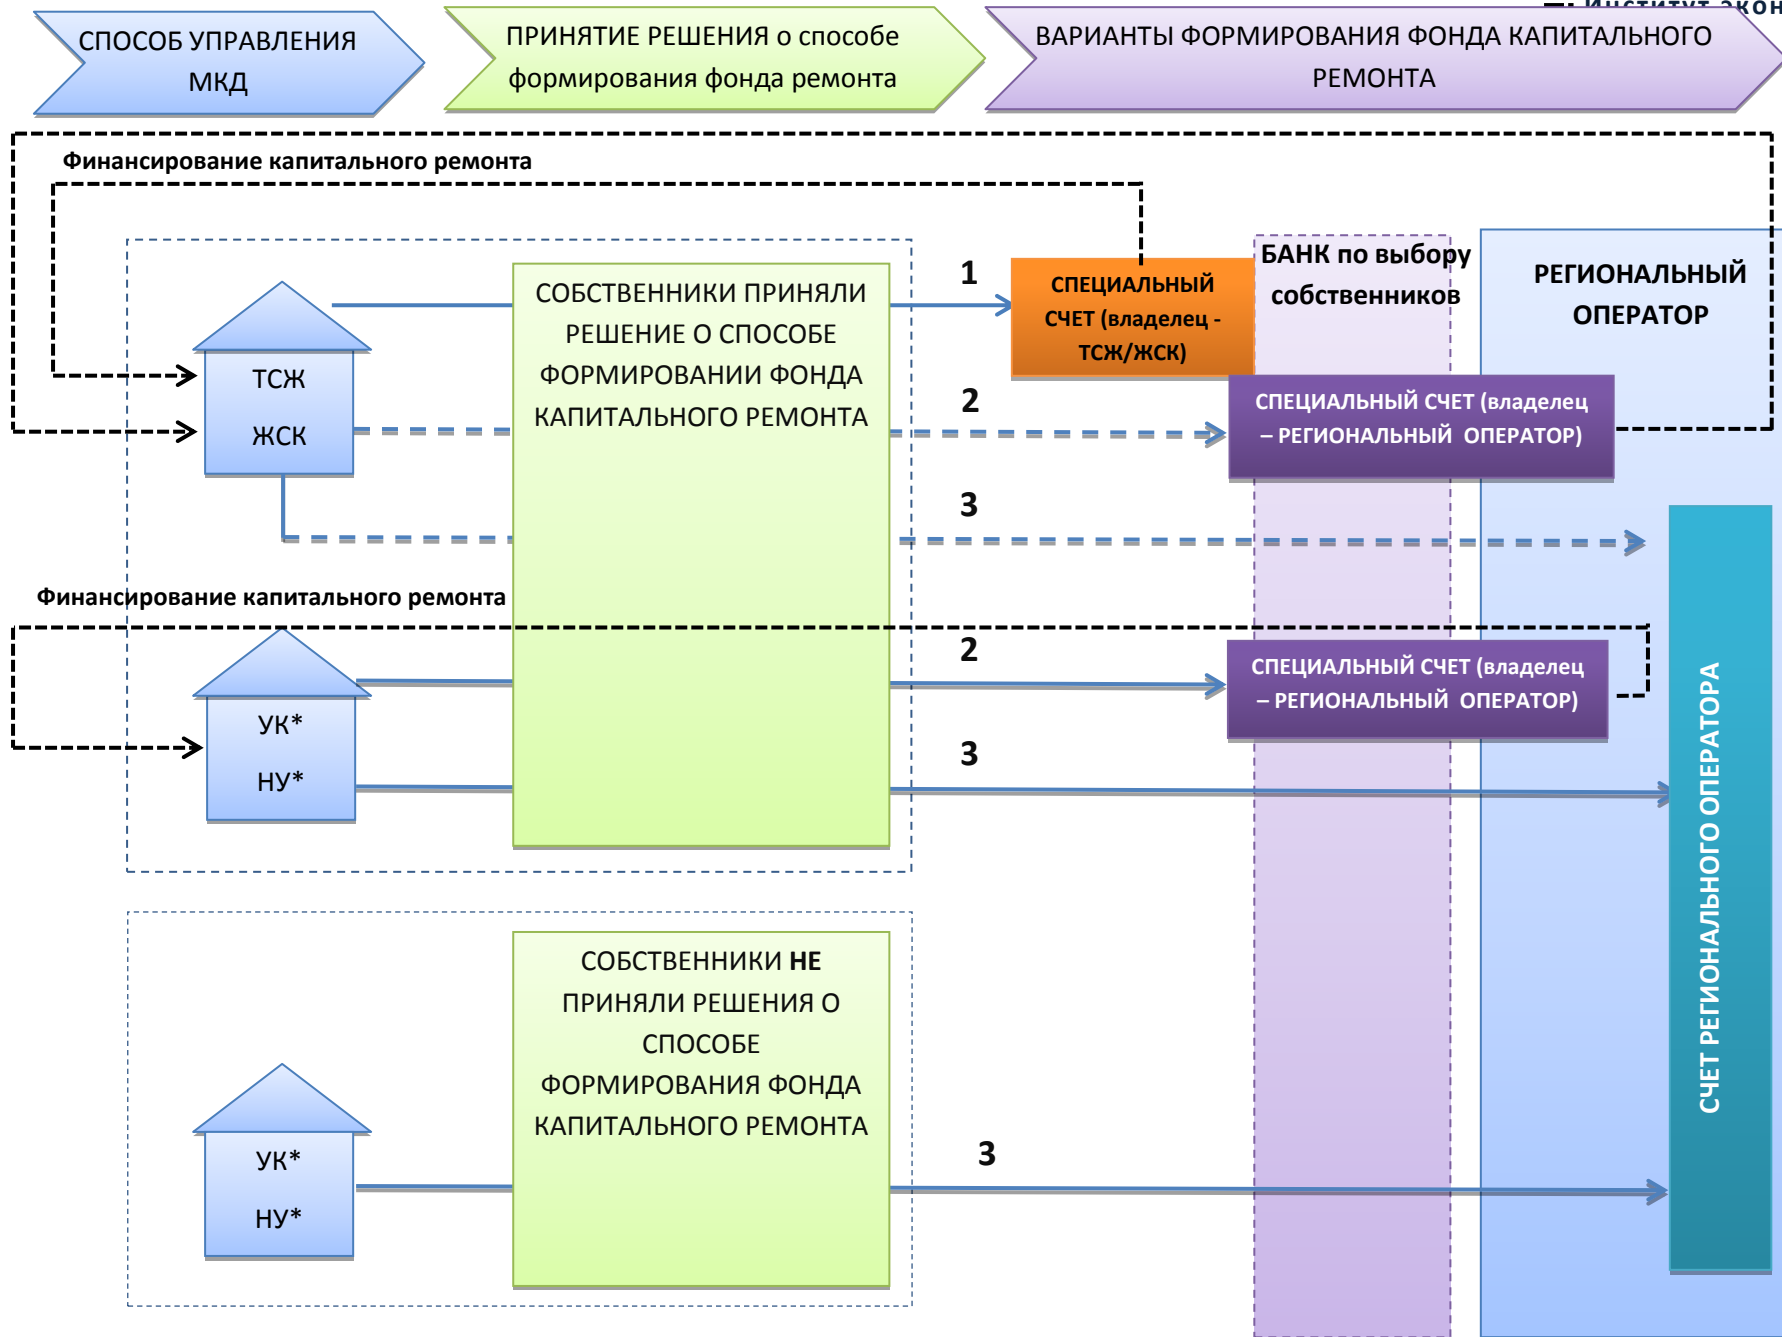 Институт экон
СПОСОБ УПРАВЛЕНИЯ
МКД
ПРИНЯТИЕ РЕШЕНИЯ о способе
формирования фонда ремонта
ВАРИАНТЫ ФОРМИРОВАНИЯ ФОНДА КАПИТАЛЬНОГО
РЕМОНТА
Финансирование капитального ремонта
ТСЖ
ЖСК
СОБСТВЕННИКИ ПРИНЯЛИ
РЕШЕНИЕ О СПОСОБЕ
ФОРМИРОВАНИИ ФОНДА
КАПИТАЛЬНОГО РЕМОНТА
1
СПЕЦИАЛЬНЫЙ
СЧЕТ (владелец -
ТСЖ/ЖСК)
БАНК по выбору
собственников
РЕГИОНАЛЬНЫЙ
ОПЕРАТОР
2
СПЕЦИАЛЬНЫЙ СЧЕТ (владелец
– РЕГИОНАЛЬНЫЙ ОПЕРАТОР)
3
Финансирование капитального ремонта
УК*
НУ*
2
СПЕЦИАЛЬНЫЙ СЧЕТ (владелец
– РЕГИОНАЛЬНЫЙ ОПЕРАТОР)
3
СЧЕТ РЕГИОНАЛЬНОГО ОПЕРАТОРА
СОБСТВЕННИКИ НЕ
ПРИНЯЛИ РЕШЕНИЯ О
СПОСОБЕ
ФОРМИРОВАНИЯ ФОНДА
КАПИТАЛЬНОГО РЕМОНТА
УК*
НУ*
3